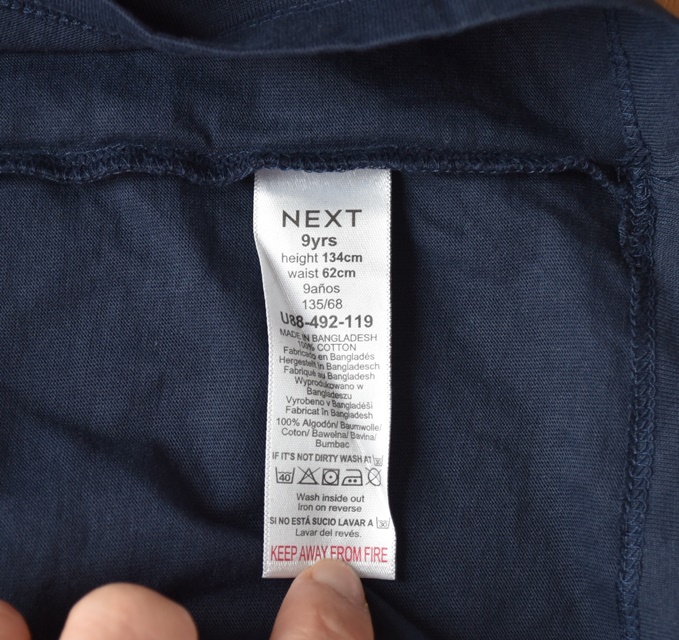 NEXT
9yrs
height 134cm
waist 62cm
9años
135/68
U88-492-119
MADE IN BANGLADESH
100% COTTON
Fabricado en Bangladés
Hergestellt in Bangladesch
Fabriqué au Bangladesh
Wyprodukowano w
Bangladeszu
Vyrobeno v Bangladéši
Fabricat în Bangladesh
100% Algodón/ Baumwolle/
Coton/ Bawełna/ Bavlna/
Bumbac
IF IT'S NOT DIRTY WASH AT 30
40
Wash inside out
Iron on reverse
SI NO ESTÁ SUCIO LAVAR A 30
Lavar del revés.
KEEP AWAY FROM FIRE